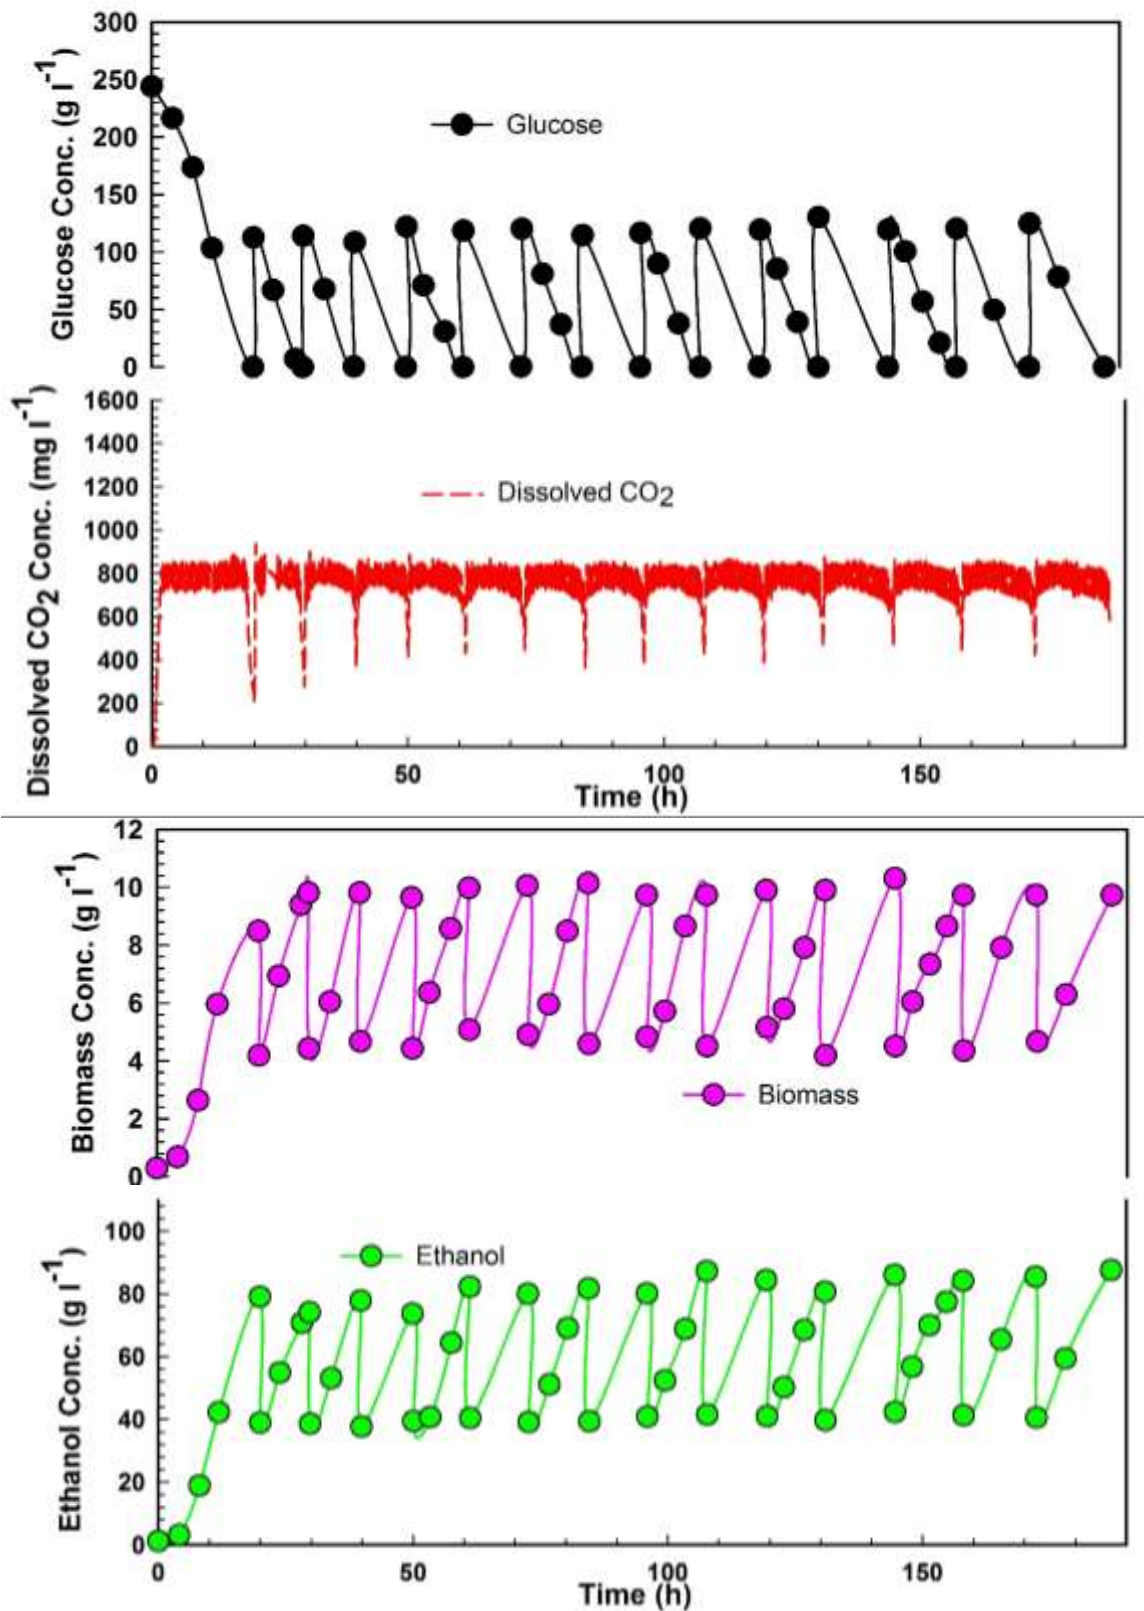 Glucose Conc. (g l⁻¹)
300
250
200
150
100
50
0
Glucose
Dissolved CO₂ Conc. (mg l⁻¹)
1600
1400
1200
1000
800
600
400
200
0
Dissolved CO₂
0 50 100 150
Time (h)
Biomass Conc. (g l⁻¹)
12
10
8
6
4
2
0
Biomass
Ethanol Conc. (g l⁻¹)
100
80
60
40
20
0
Ethanol
0 50 100 150
Time (h)